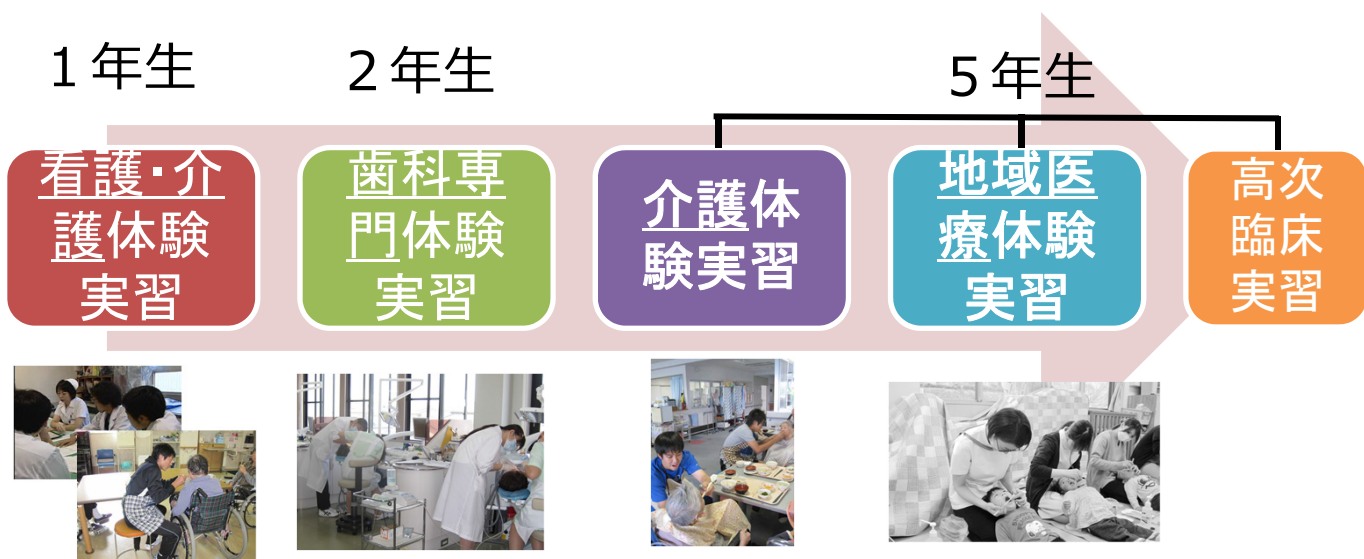 １年生
２年生
５年生
看護・介
護体験
実習
歯科専
門体験
実習
介護体
験実習
地域医
療体験
実習
高次
臨床
実習